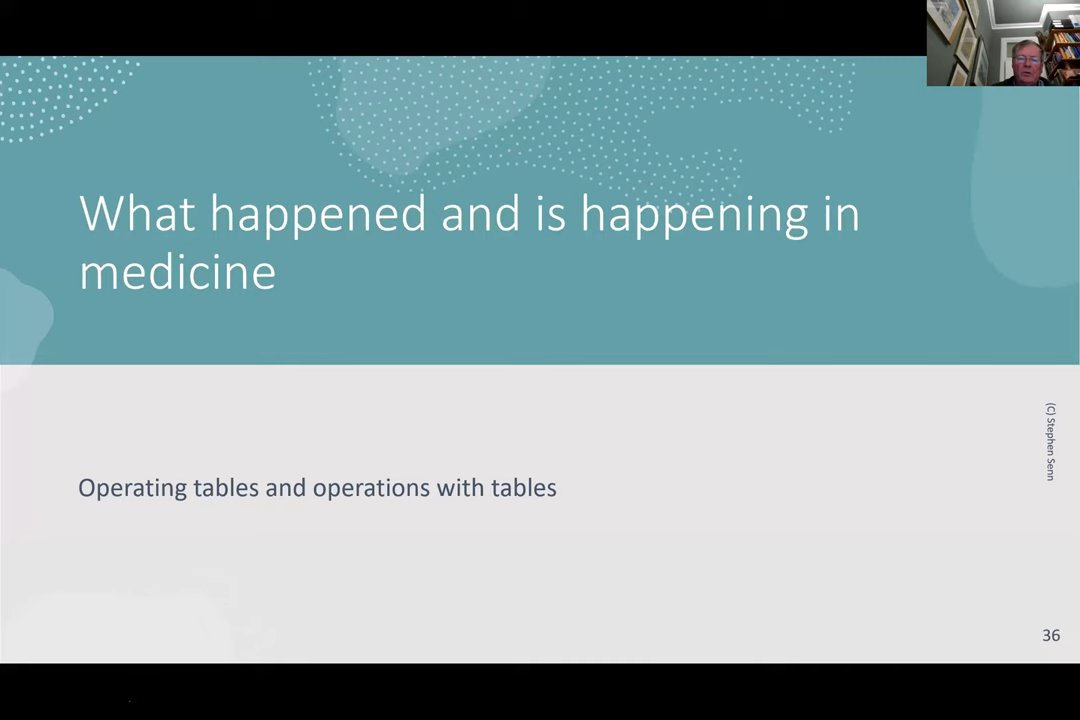 What happened and is happening in
medicine
Operating tables and operations with tables
(C) Stephen Senn
36